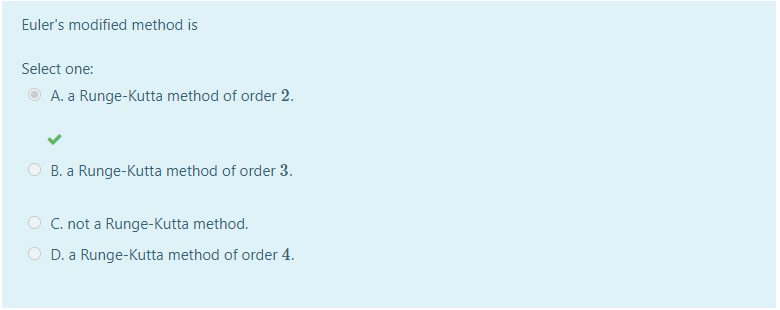 Euler's modified method is
Select one:
A. a Runge-Kutta method of order 2.
B. a Runge-Kutta method of order 3.
C. not a Runge-Kutta method.
D. a Runge-Kutta method of order 4.